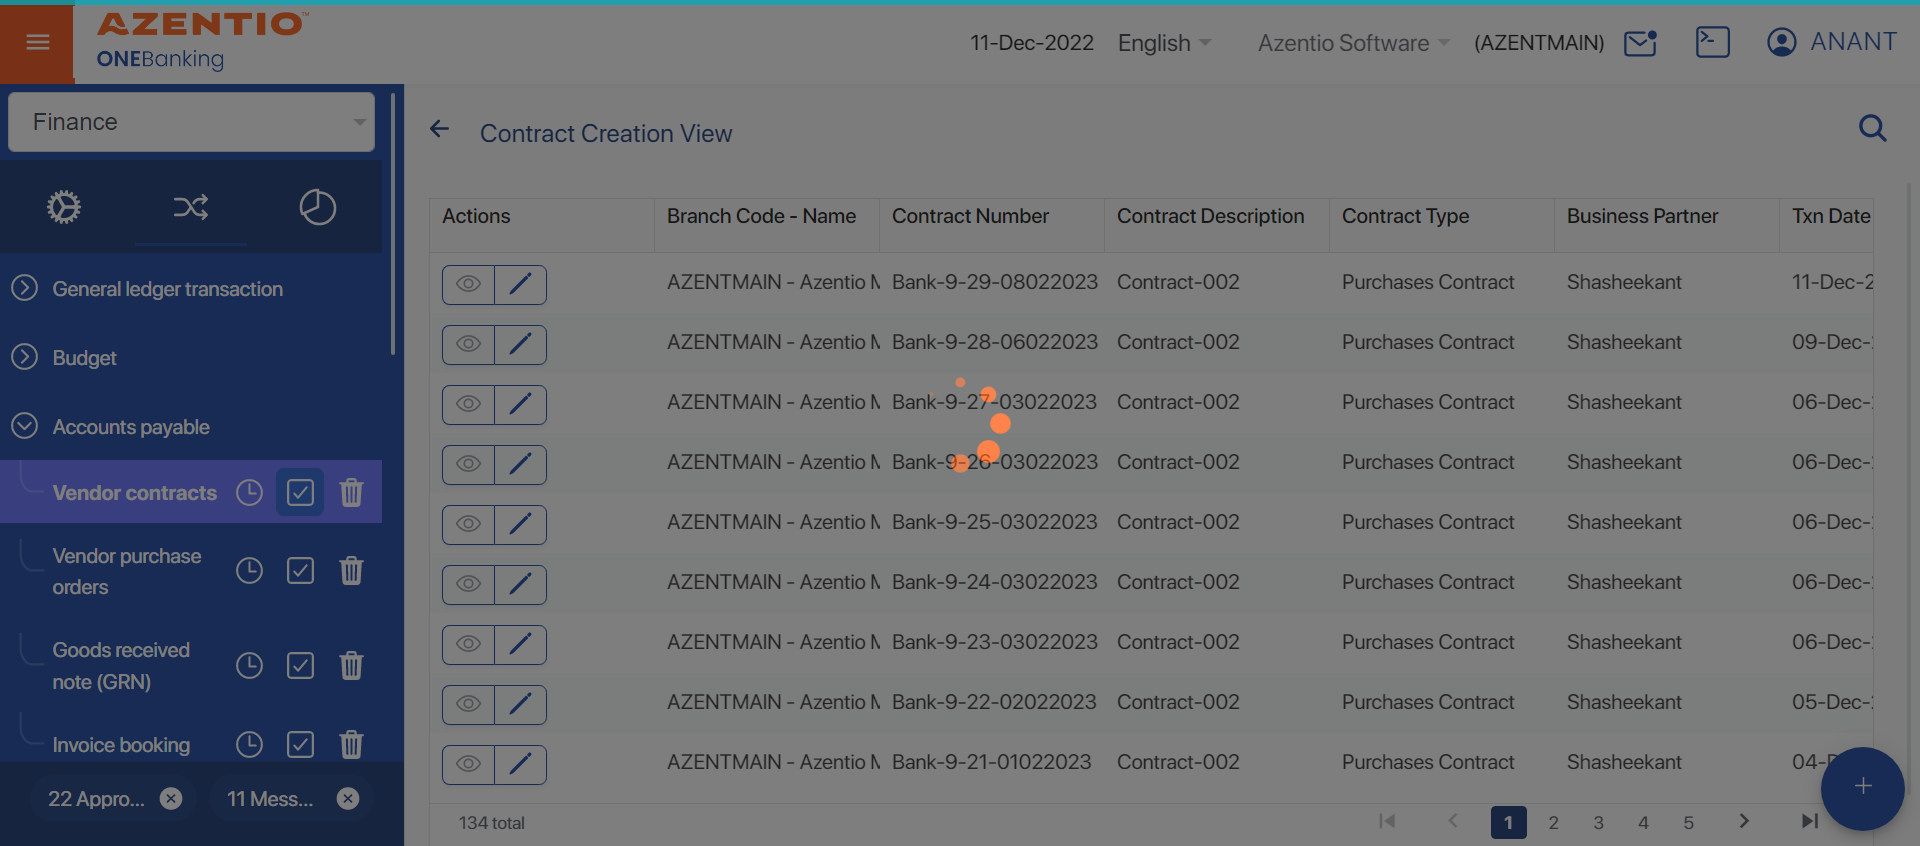 AZENTIO™
ONEBanking
11-Dec-2022 English Azentio Software (AZENTMAIN) ANANT
Finance
General ledger transaction
Budget
Accounts payable
Vendor contracts
Vendor purchase
orders
Goods received
note (GRN)
Invoice booking
22 Appro...
11 Mess...
Contract Creation View
Actions Branch Code - Name Contract Number Contract Description Contract Type Business Partner Txn Date
AZENTMAIN - Azentio Bank-9-29-08022023 Contract-002 Purchases Contract Shasheekant 11-Dec-2
AZENTMAIN - Azentio Bank-9-28-06022023 Contract-002 Purchases Contract Shasheekant 09-Dec-
AZENTMAIN - Azentio Bank-9-27-03022023 Contract-002 Purchases Contract Shasheekant 06-Dec-
AZENTMAIN - Azentio Bank-9-26-03022023 Contract-002 Purchases Contract Shasheekant 06-Dec-
AZENTMAIN - Azentio Bank-9-25-03022023 Contract-002 Purchases Contract Shasheekant 06-Dec-
AZENTMAIN - Azentio Bank-9-24-03022023 Contract-002 Purchases Contract Shasheekant 06-Dec-
AZENTMAIN - Azentio Bank-9-23-03022023 Contract-002 Purchases Contract Shasheekant 06-Dec-
AZENTMAIN - Azentio Bank-9-22-02022023 Contract-002 Purchases Contract Shasheekant 05-Dec-
AZENTMAIN - Azentio Bank-9-21-01022023 Contract-002 Purchases Contract Shasheekant 04-
134 total
1 2 3 4 5